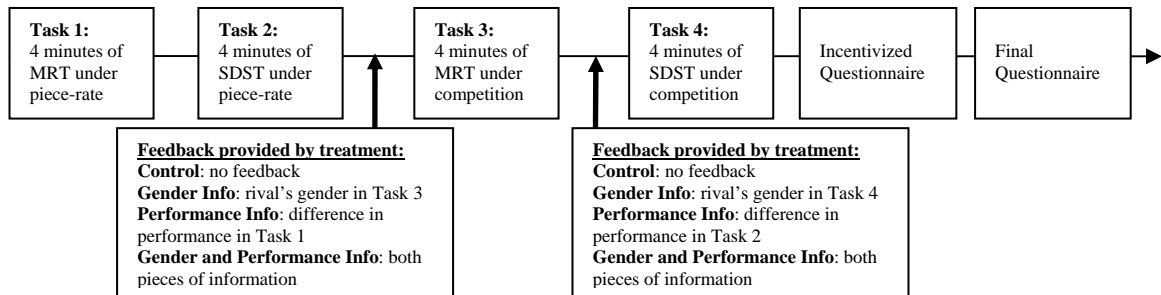 Task 1:
4 minutes of
MRT under
piece-rate
Task 2:
4 minutes of
SDST under
piece-rate
Task 3:
4 minutes of
MRT under
competition
Task 4:
4 minutes of
SDST under
competition
Incentivized
Questionnaire
Final
Questionnaire
Feedback provided by treatment:
Control: no feedback
Gender Info: rival's gender in Task 3
Performance Info: difference in
performance in Task 1
Gender and Performance Info: both
pieces of information
Feedback provided by treatment:
Control: no feedback
Gender Info: rival's gender in Task 4
Performance Info: difference in
performance in Task 2
Gender and Performance Info: both
pieces of information